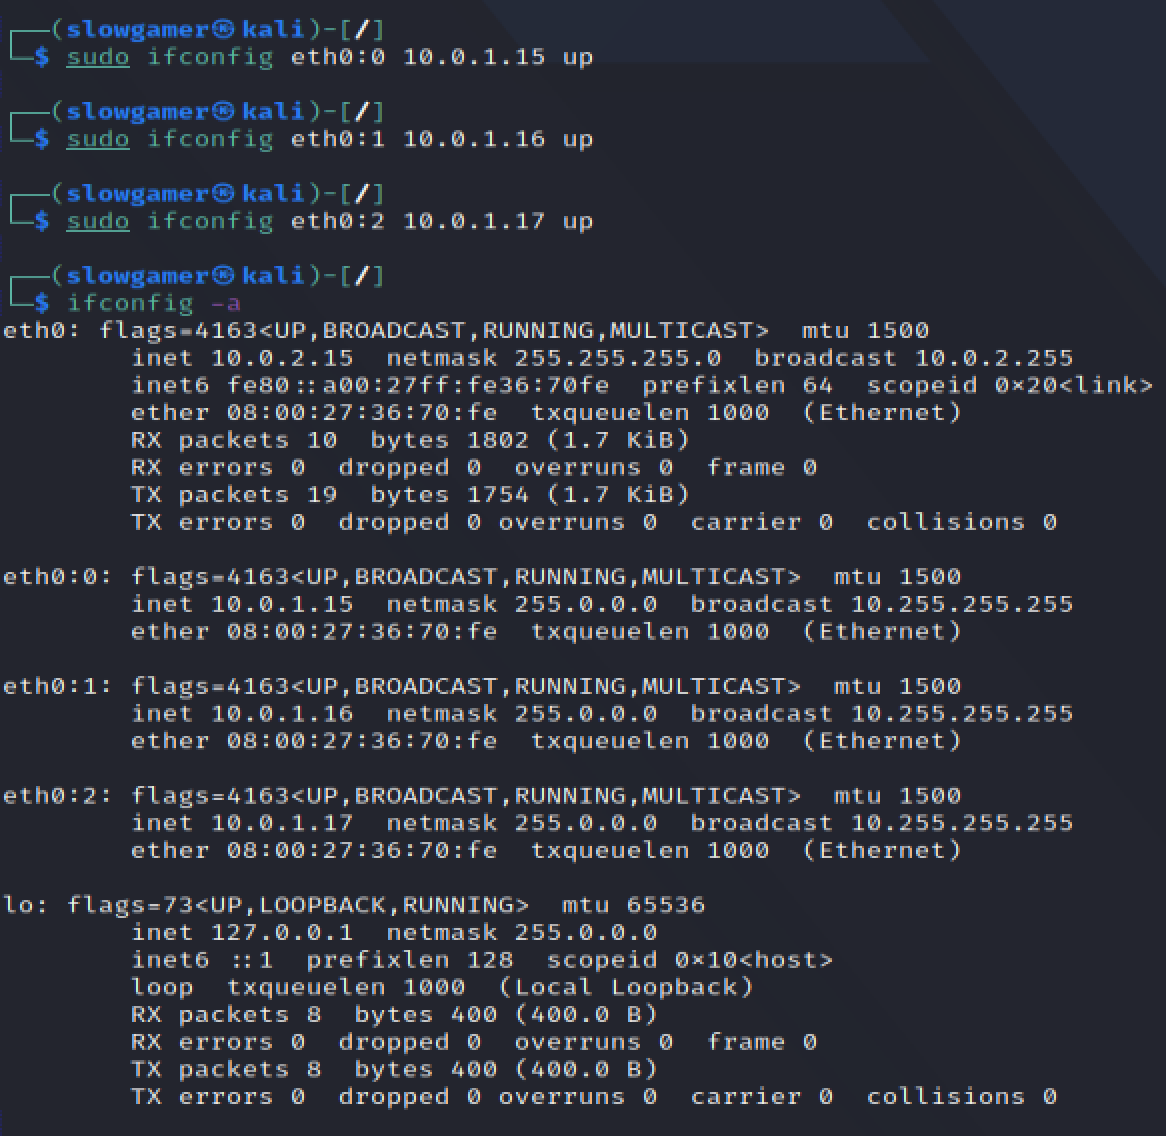 ┌──(slowgamer㉿kali)-[/]
└─$ sudo ifconfig eth0:0 10.0.1.15 up
┌──(slowgamer㉿kali)-[/]
└─$ sudo ifconfig eth0:1 10.0.1.16 up
┌──(slowgamer㉿kali)-[/]
└─$ sudo ifconfig eth0:2 10.0.1.17 up
┌──(slowgamer㉿kali)-[/]
└─$ ifconfig -a
eth0: flags=4163<UP,BROADCAST,RUNNING,MULTICAST>  mtu 1500
        inet 10.0.2.15  netmask 255.255.255.0  broadcast 10.0.2.255
        inet6 fe80::a00:27ff:fe36:70fe  prefixlen 64  scopeid 0x20<link>
        ether 08:00:27:36:70:fe  txqueuelen 1000  (Ethernet)
        RX packets 10  bytes 1802 (1.7 KiB)
        RX errors 0  dropped 0  overruns 0  frame 0
        TX packets 19  bytes 1754 (1.7 KiB)
        TX errors 0  dropped 0 overruns 0  carrier 0  collisions 0
eth0:0: flags=4163<UP,BROADCAST,RUNNING,MULTICAST>  mtu 1500
        inet 10.0.1.15  netmask 255.0.0.0  broadcast 10.255.255.255
        ether 08:00:27:36:70:fe  txqueuelen 1000  (Ethernet)
eth0:1: flags=4163<UP,BROADCAST,RUNNING,MULTICAST>  mtu 1500
        inet 10.0.1.16  netmask 255.0.0.0  broadcast 10.255.255.255
        ether 08:00:27:36:70:fe  txqueuelen 1000  (Ethernet)
eth0:2: flags=4163<UP,BROADCAST,RUNNING,MULTICAST>  mtu 1500
        inet 10.0.1.17  netmask 255.0.0.0  broadcast 10.255.255.255
        ether 08:00:27:36:70:fe  txqueuelen 1000  (Ethernet)
lo: flags=73<UP,LOOPBACK,RUNNING>  mtu 65536
        inet 127.0.0.1  netmask 255.0.0.0
        inet6 ::1  prefixlen 128  scopeid 0x10<host>
        loop  txqueuelen 1000  (Local Loopback)
        RX packets 8  bytes 400 (400.0 B)
        RX errors 0  dropped 0  overruns 0  frame 0
        TX packets 8  bytes 400 (400.0 B)
        TX errors 0  dropped 0 overruns 0  carrier 0  collisions 0